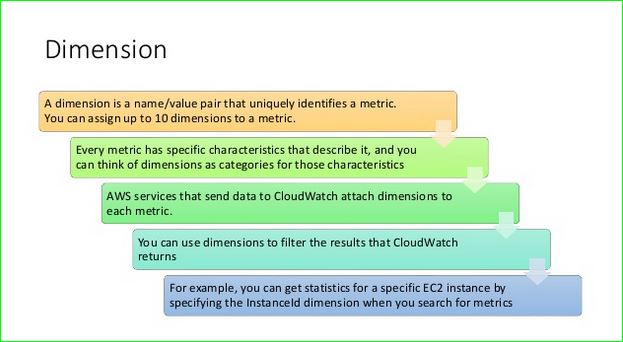 Dimension
A dimension is a name/value pair that uniquely identifies a metric.
You can assign up to 10 dimensions to a metric.
Every metric has specific characteristics that describe it, and you
can think of dimensions as categories for those characteristics
AWS services that send data to CloudWatch attach dimensions to
each metric.
You can use dimensions to filter the results that CloudWatch
returns
For example, you can get statistics for a specific EC2 instance by
specifying the InstanceId dimension when you search for metrics